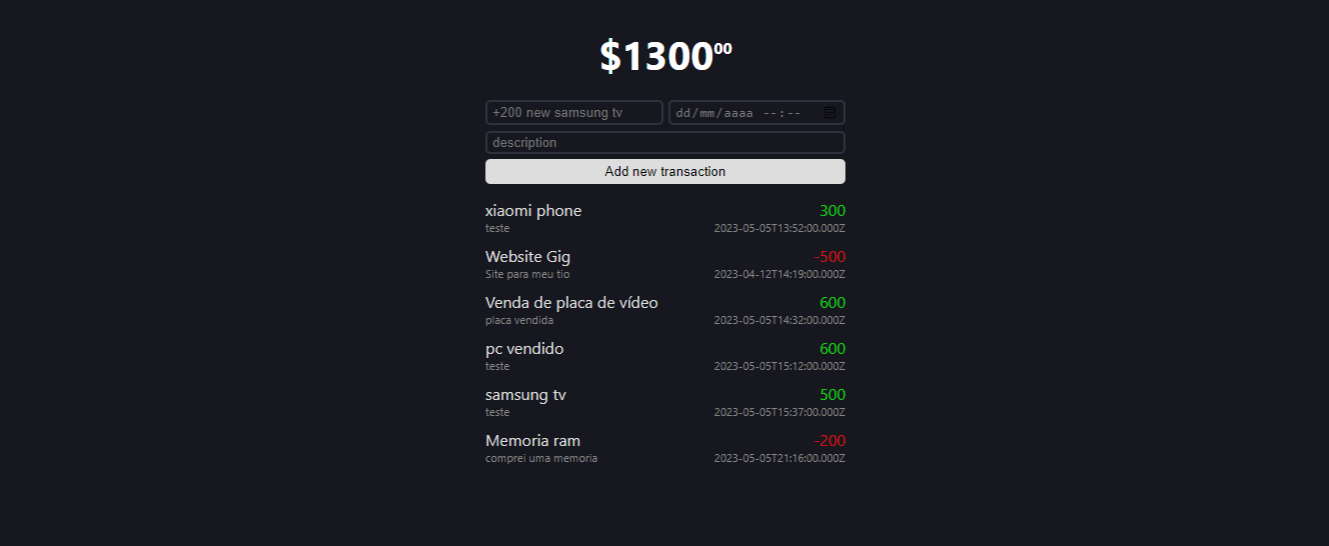 $130000
+200 new samsung tv dd/mm/aaaa --:--
description
Add new transaction
xiaomi phone 300
teste 2023-05-05T13:52:00.000Z
Website Gig -500
Site para meu tio 2023-04-12T14:19:00.000Z
Venda de placa de vídeo 600
placa vendida 2023-05-05T14:32:00.000Z
pc vendido 600
teste 2023-05-05T15:12:00.000Z
samsung tv 500
teste 2023-05-05T15:37:00.000Z
Memoria ram -200
comprei uma memoria 2023-05-05T21:16:00.000Z